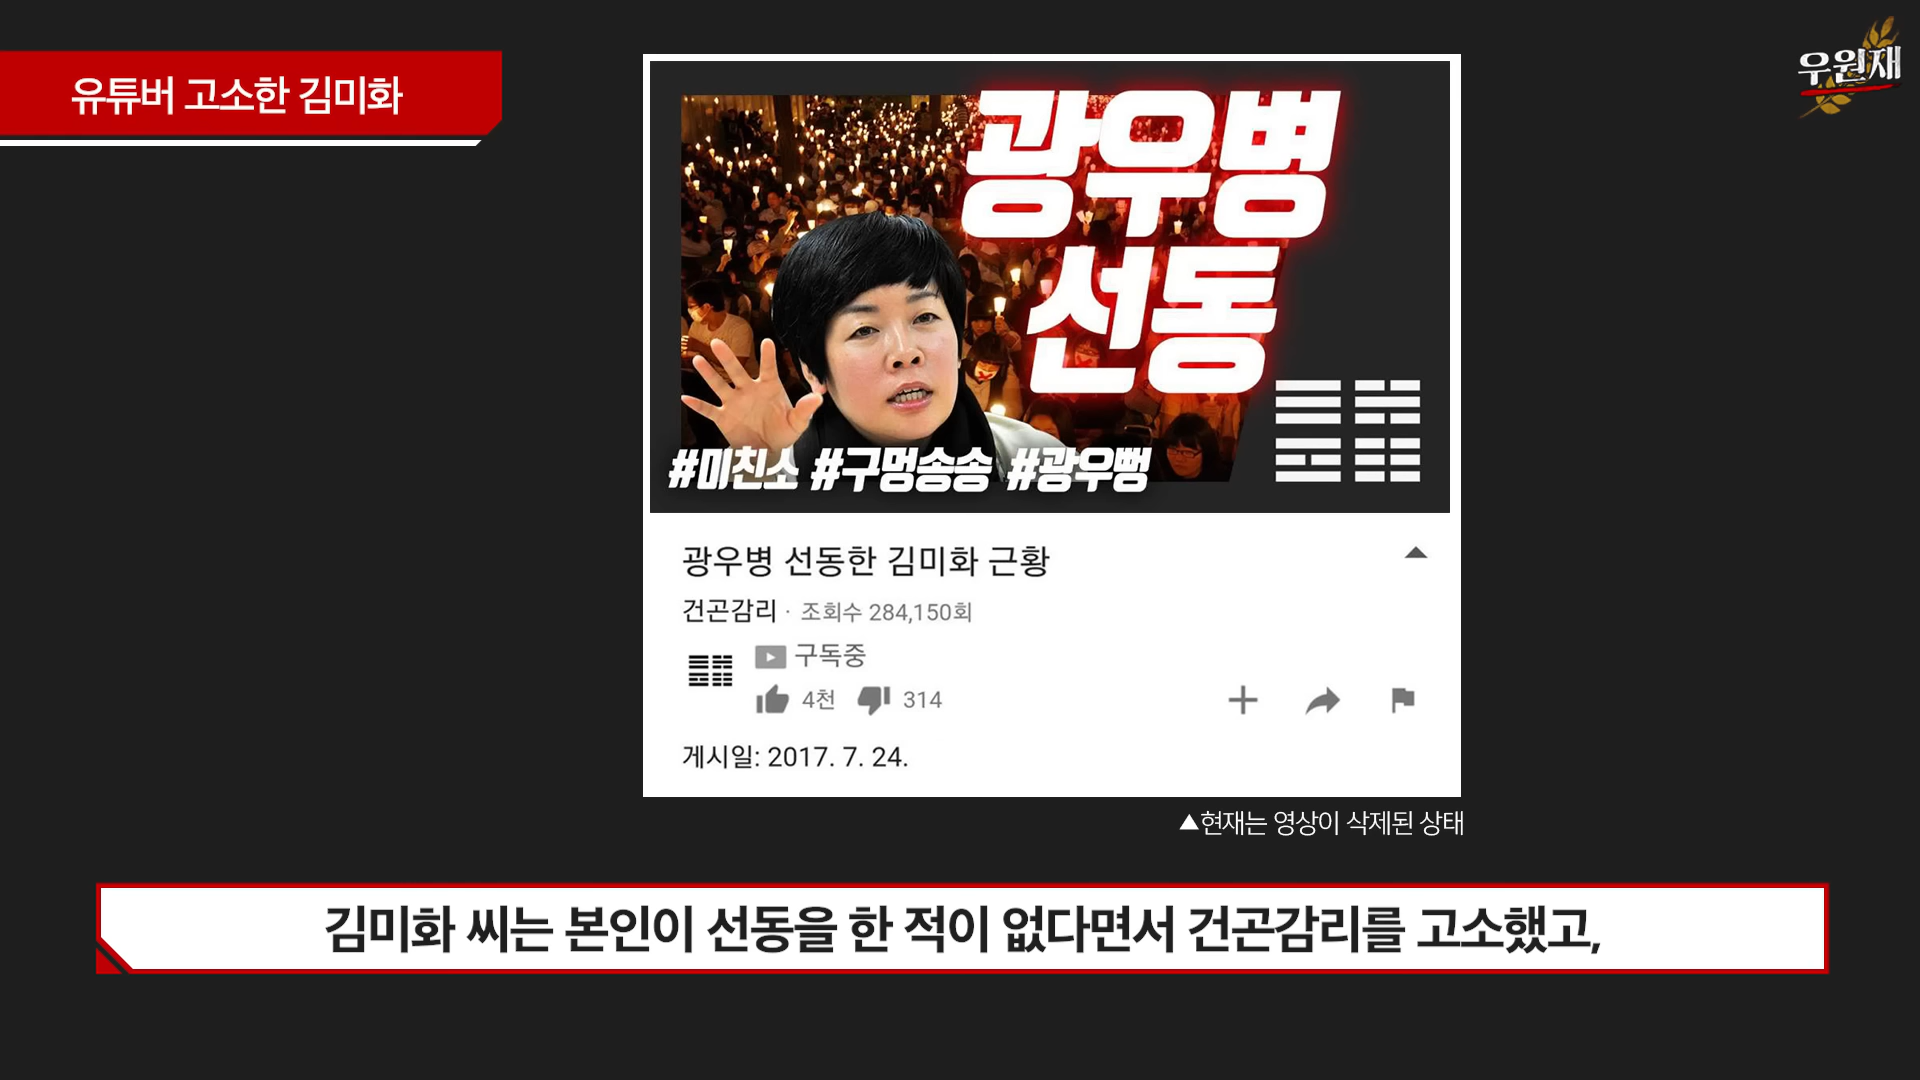 유튜버 고소한 김미화
우원재
광우병
선동
#미친소 #구멍송송 #광우뻥
광우병 선동한 김미화 근황
건곤감리 · 조회수 284,150회
구독중
4천 314
게시일: 2017. 7. 24.
▲현재는 영상이 삭제된 상태
김미화 씨는 본인이 선동을 한 적이 없다면서 건곤감리를 고소했고,